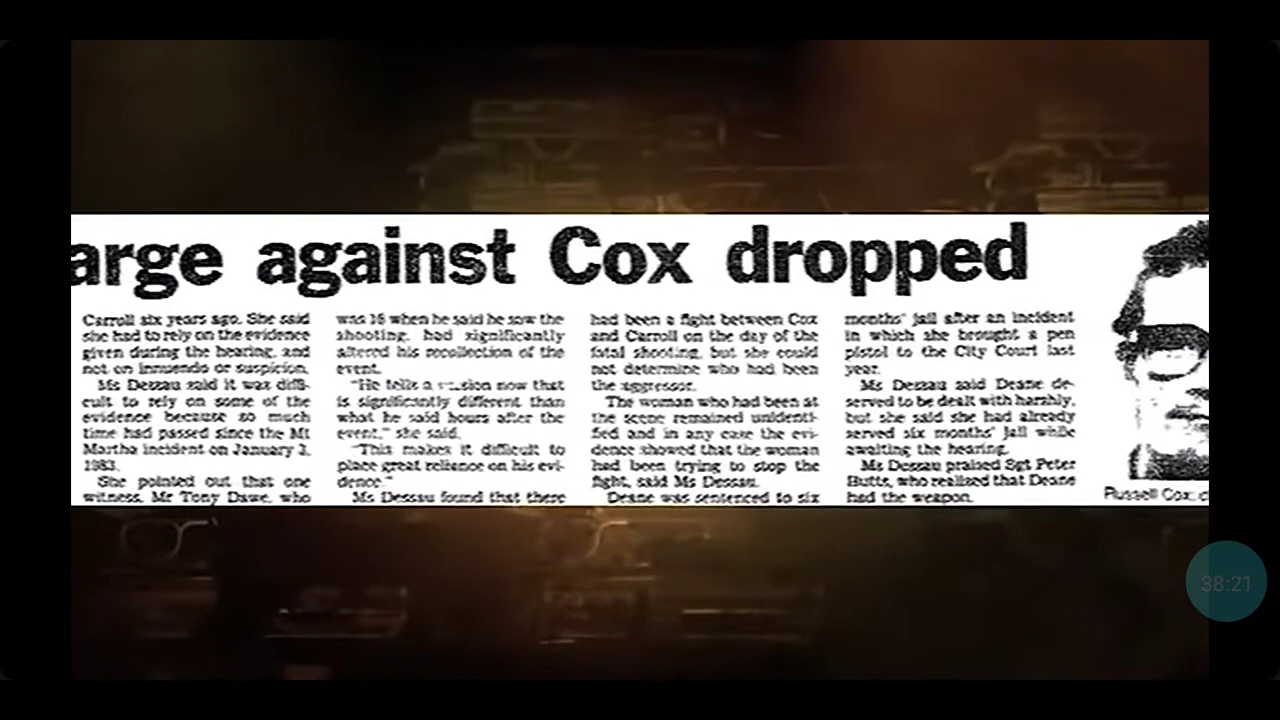 arge against Cox dropped
Carroll six years ago. She said
she had to rely on the evidence
given during the hearing, and
not on innuendo or suspicion.
Ms Dessau said it was diffi-
cult to rely on some of the
evidence because so much
time had passed since the Mt
Martha incident on January 3,
1983.
She pointed out that one
witness, Mr Tony Dawe, who
was 16 when he said he saw the
shooting, had significantly
altered his recollection of the
event.
"He tells a version now that
is significantly different than
what he said hours after the
event," she said.
"This makes it difficult to
place great reliance on his evi-
dence."
Ms Dessau found that there
had been a fight between Cox
and Carroll on the day of the
fatal shooting, but she could
not determine who had been
the aggressor.
The woman who had been at
the scene remained unidenti-
fied and in any case the evi-
dence showed that the woman
had been trying to stop the
fight, said Ms Dessau.
Deane was sentenced to six
months' jail after an incident
in which she brought a pen
pistol to the City Court last
year.
Ms Dessau said Deane de-
served to be dealt with harshly,
but she said she had already
served six months' jail while
awaiting the hearing.
Ms Dessau praised Sgt Peter
Butts, who realised that Deane
had the weapon.
Russell Cox: c
38:21